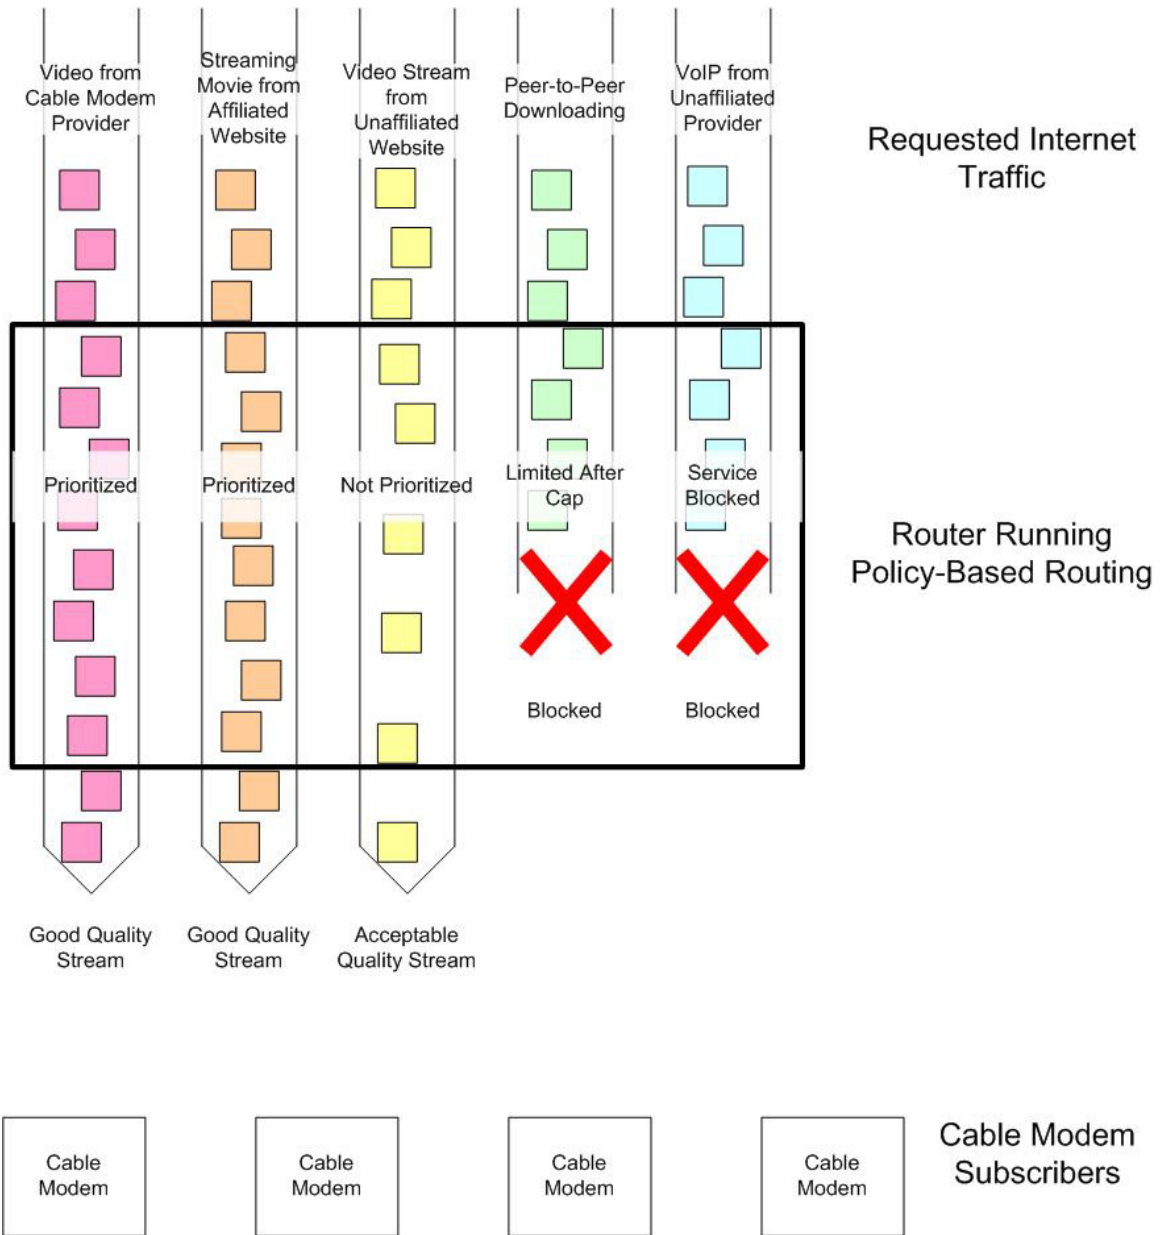 Video from
Cable Modem
Provider
Streaming
Movie from
Affiliated
Website
Video Stream
from
Unaffiliated
Website
Peer-to-Peer
Downloading
VoIP from
Unaffiliated
Provider
Requested Internet
Traffic
Prioritized
Prioritized
Not Prioritized
Limited After
Cap
Service
Blocked
Router Running
Policy-Based Routing
Blocked
Blocked
Good Quality
Stream
Good Quality
Stream
Acceptable
Quality Stream
Cable
Modem
Cable
Modem
Cable
Modem
Cable
Modem
Cable Modem
Subscribers